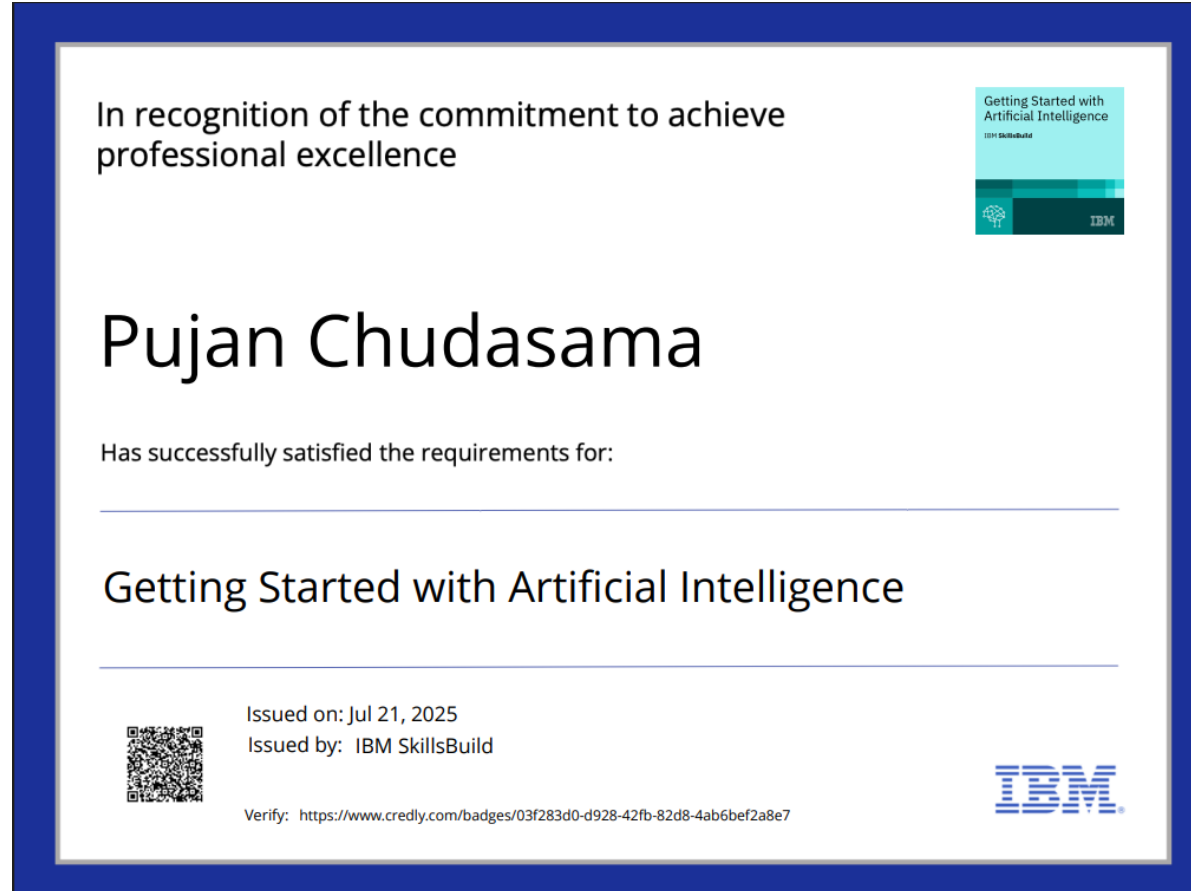 In recognition of the commitment to achieve
professional excellence
Getting Started with
Artificial Intelligence
IBM SkillsBuild
IBM
Pujan Chudasama
Has successfully satisfied the requirements for:
Getting Started with Artificial Intelligence
Issued on: Jul 21, 2025
Issued by: IBM SkillsBuild
Verify: https://www.credly.com/badges/03f283d0-d928-42fb-82d8-4ab6bef2a8e7
IBM®